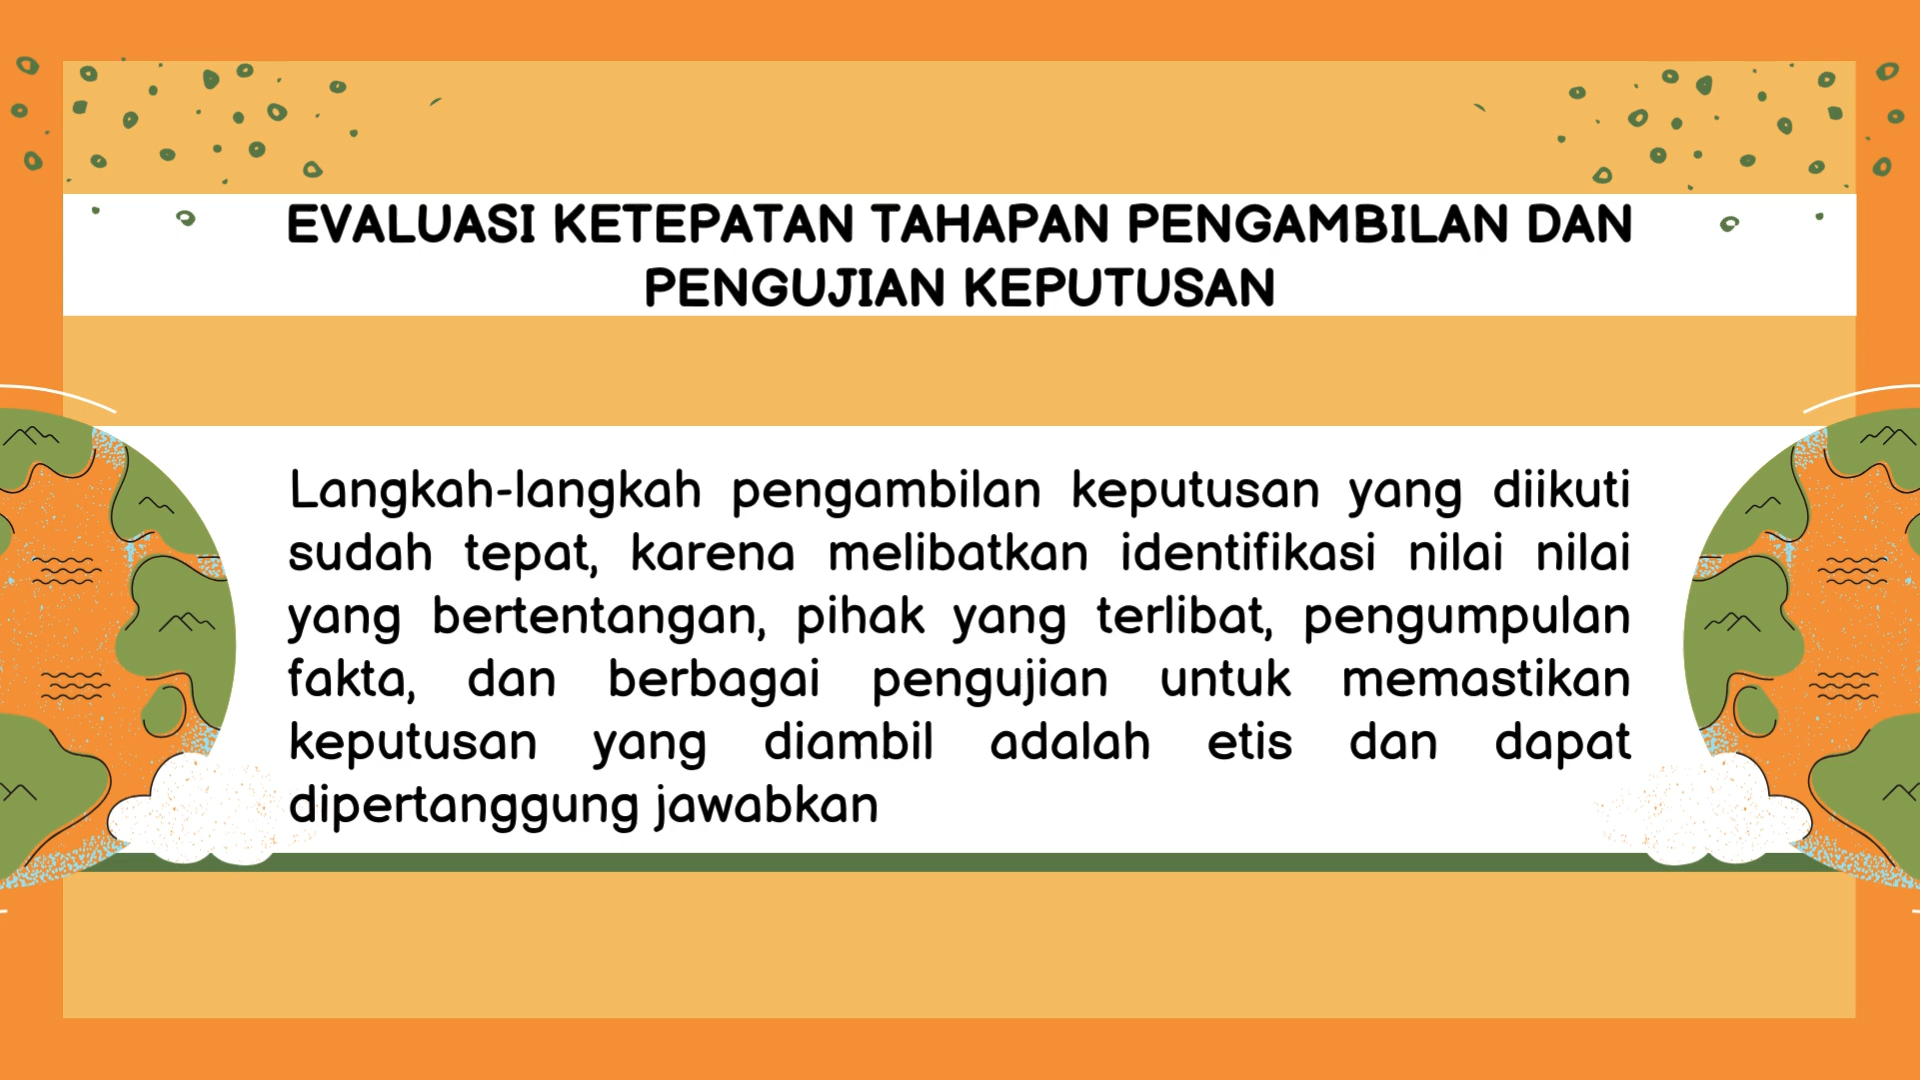 EVALUASI KETEPATAN TAHAPAN PENGAMBILAN DAN
PENGUJIAN KEPUTUSAN
Langkah-langkah pengambilan keputusan yang diikuti
sudah tepat, karena melibatkan identifikasi nilai nilai
yang bertentangan, pihak yang terlibat, pengumpulan
fakta, dan berbagai pengujian untuk memastikan
keputusan yang diambil adalah etis dan dapat
dipertanggung jawabkan